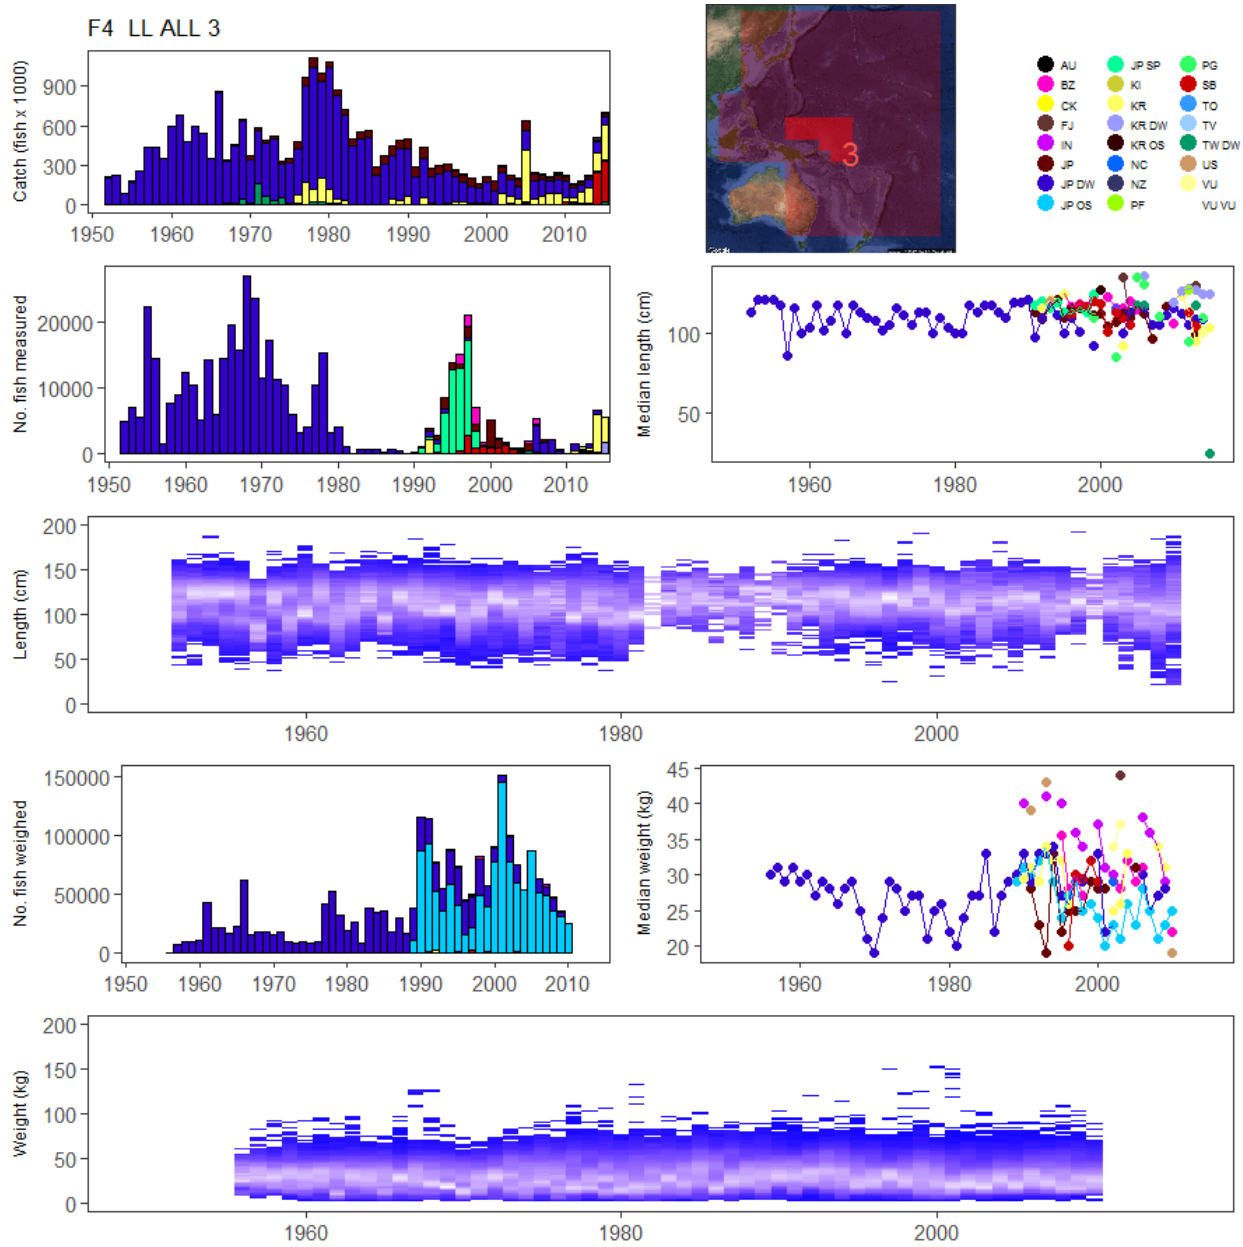 F4 LL ALL 3
Catch (fish x 1000)
900
600
300
0
1950 1960 1970 1980 1990 2000 2010
3
AU JP SP PG
BZ KI SB
CK KR TO
FJ KR DW TV
IN KR OS TW DW
JP NC US
JP DW NZ VU
JP OS PF VU VU
No. fish measured
20000
10000
0
1950 1960 1970 1980 1990 2000 2010
Median length (cm)
100
50
1960 1980 2000
Length (cm)
200
150
100
50
0
1960 1980 2000
No. fish weighed
150000
100000
50000
0
1950 1960 1970 1980 1990 2000 2010
Median weight (kg)
45
40
35
30
25
20
1960 1980 2000
Weight (kg)
200
150
100
50
0
1960 1980 2000